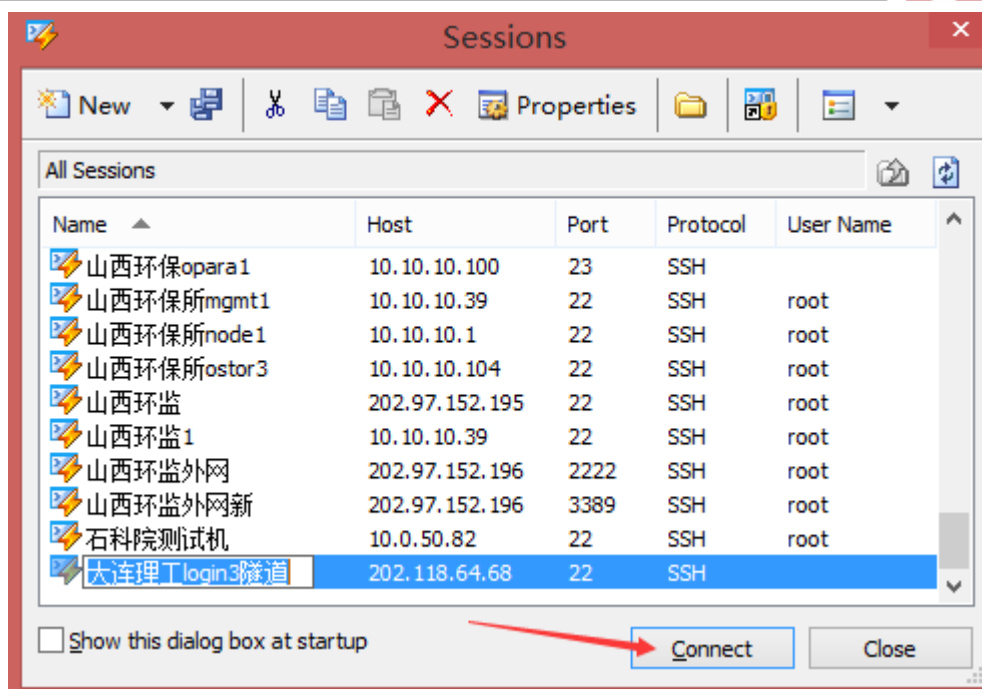 Sessions
New Properties
All Sessions
Name Host Port Protocol User Name
山西环保opara1 10.10.10.100 23 SSH
山西环保所mgmt1 10.10.10.39 22 SSH root
山西环保所node1 10.10.10.1 22 SSH root
山西环保所ostor3 10.10.10.104 22 SSH root
山西环监 202.97.152.195 22 SSH root
山西环监1 10.10.10.39 22 SSH root
山西环监外网 202.97.152.196 2222 SSH root
山西环监外网新 202.97.152.196 3389 SSH root
石科院测试机 10.0.50.82 22 SSH root
大连理工login3隧道 202.118.64.68 22 SSH
Show this dialog box at startup Connect Close